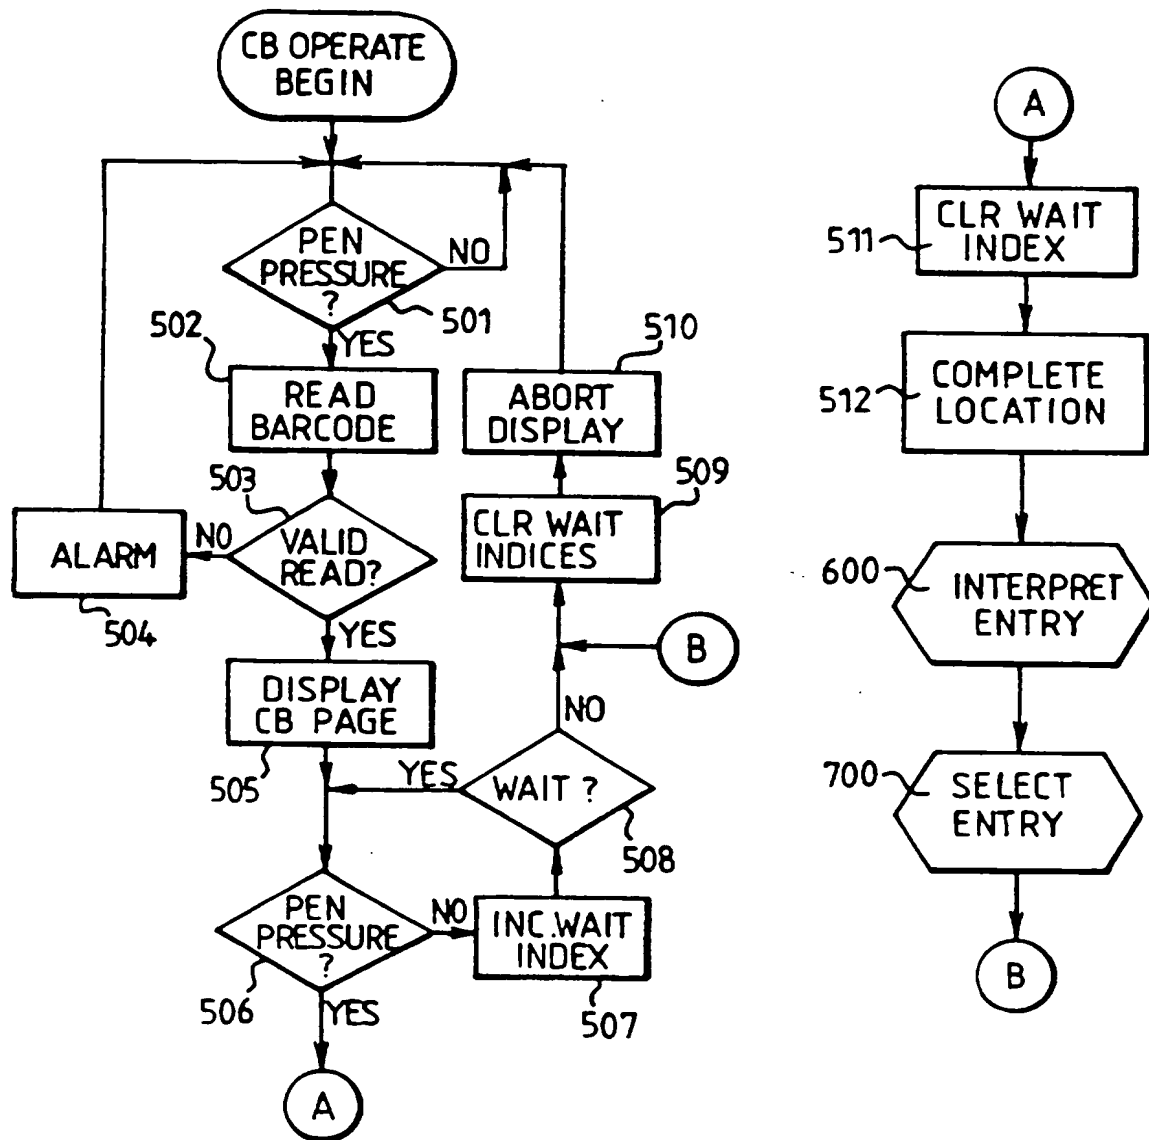 CB OPERATE
BEGIN
PEN
PRESSURE
?
NO
501
YES
502
READ
BARCODE
503
VALID
READ?
NO
ALARM
504
YES
DISPLAY
CB PAGE
505
PEN
PRESSURE
?
506
NO
YES
A
INC.WAIT
INDEX
507
WAIT ?
508
YES
NO
B
CLR WAIT
INDICES
509
ABORT
DISPLAY
510
A
CLR WAIT
INDEX
511
COMPLETE
LOCATION
512
INTERPRET
ENTRY
600
SELECT
ENTRY
700
B